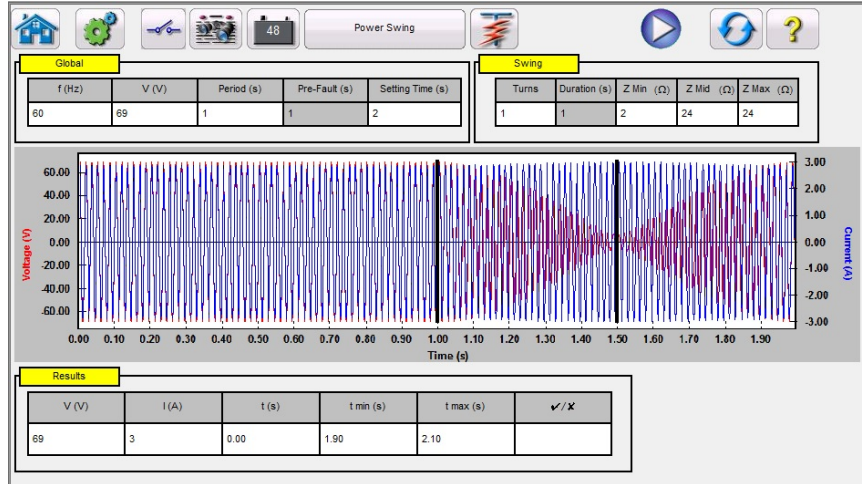 48
Power Swing
?
Global
f (Hz) V (V) Period (s) Pre-Fault (s) Setting Time (s)
60 69 1 1 2
Swing
Turns Duration (s) Z Min (Ω) Z Mid (Ω) Z Max (Ω)
1 1 2 24 24
Voltage (V)
60.00
40.00
20.00
0.00
-20.00
-40.00
-60.00
3.00
2.00
1.00
0.00
-1.00
-2.00
-3.00
Current (A)
0.00 0.10 0.20 0.30 0.40 0.50 0.60 0.70 0.80 0.90 1.00 1.10 1.20 1.30 1.40 1.50 1.60 1.70 1.80 1.90
Time (s)
Results
V (V) I (A) t (s) t min (s) t max (s) ✔/✘
69 3 0.00 1.90 2.10